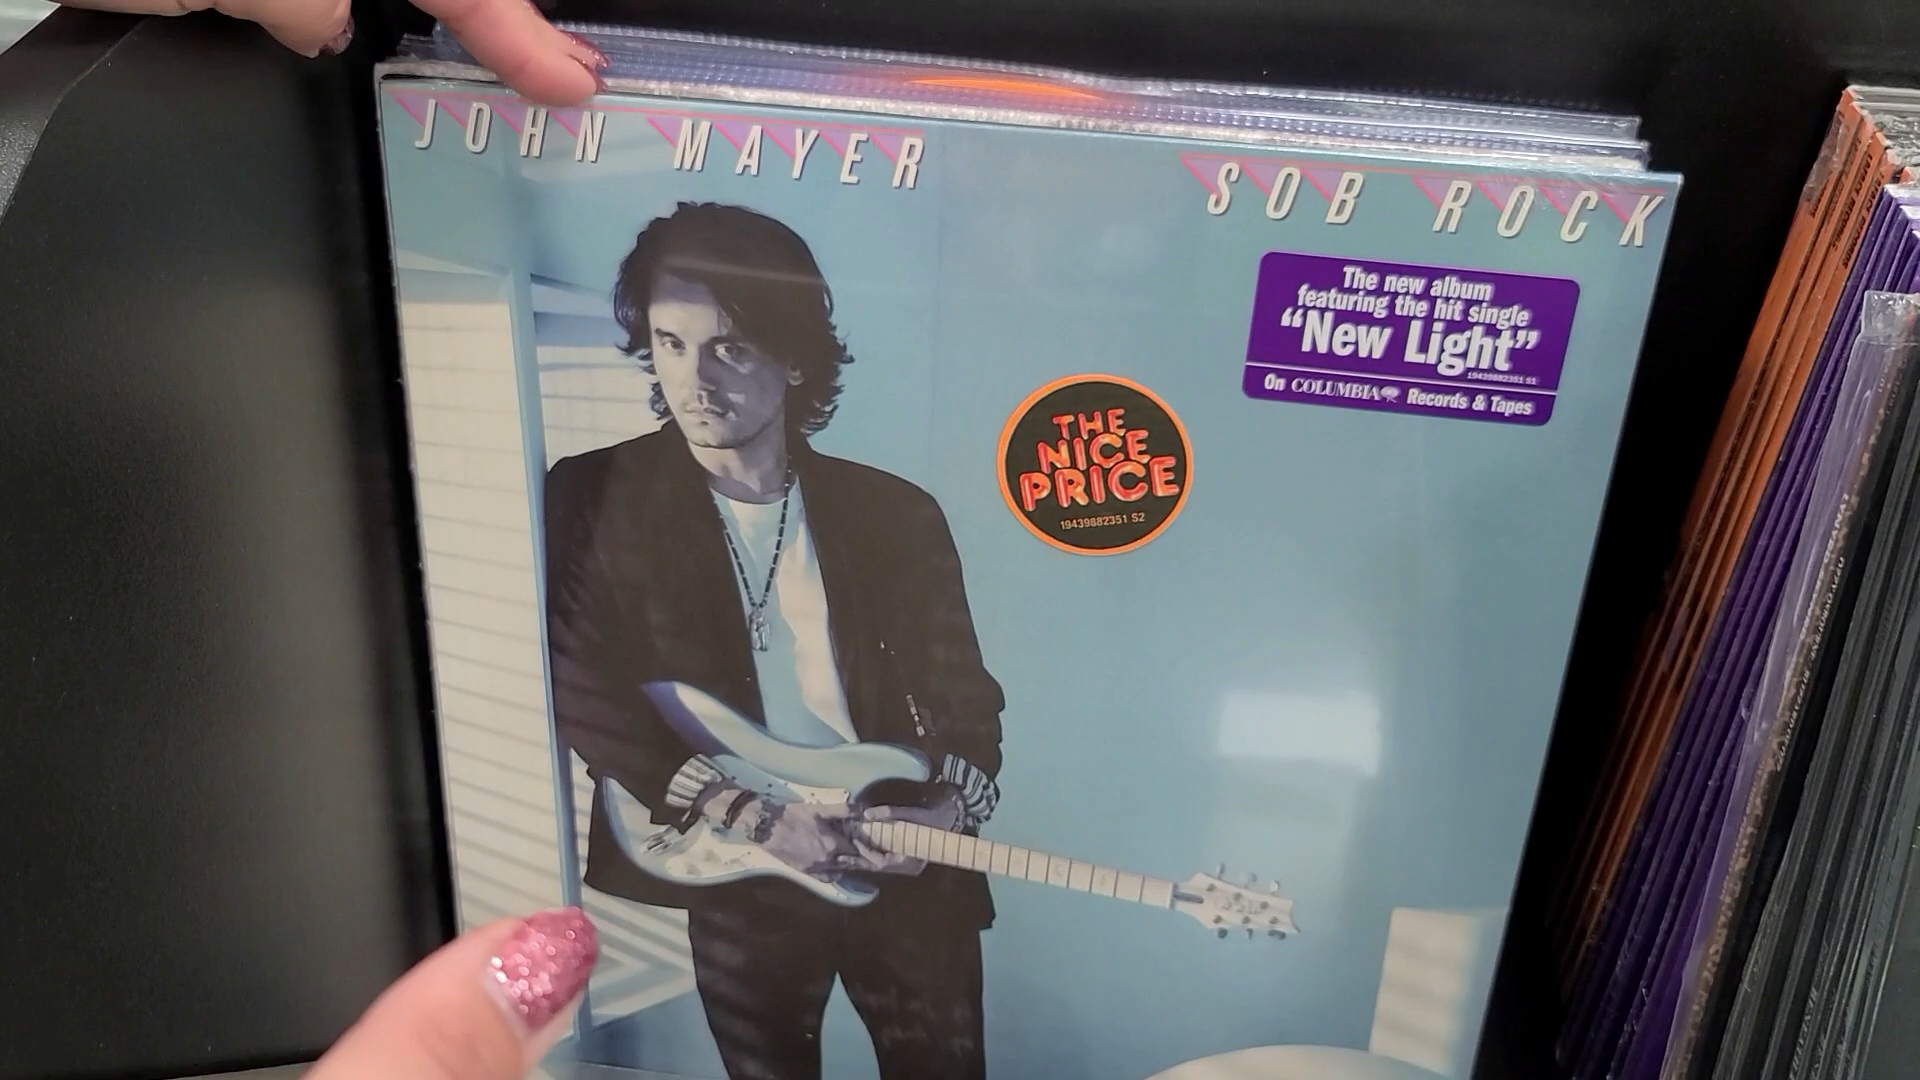 JOHN MAYER
SOB ROCK
The new album
featuring the hit single
"New Light"
19439882351 S1
On COLUMBIA Records & Tapes
THE
NICE
PRICE
19439882351 S2